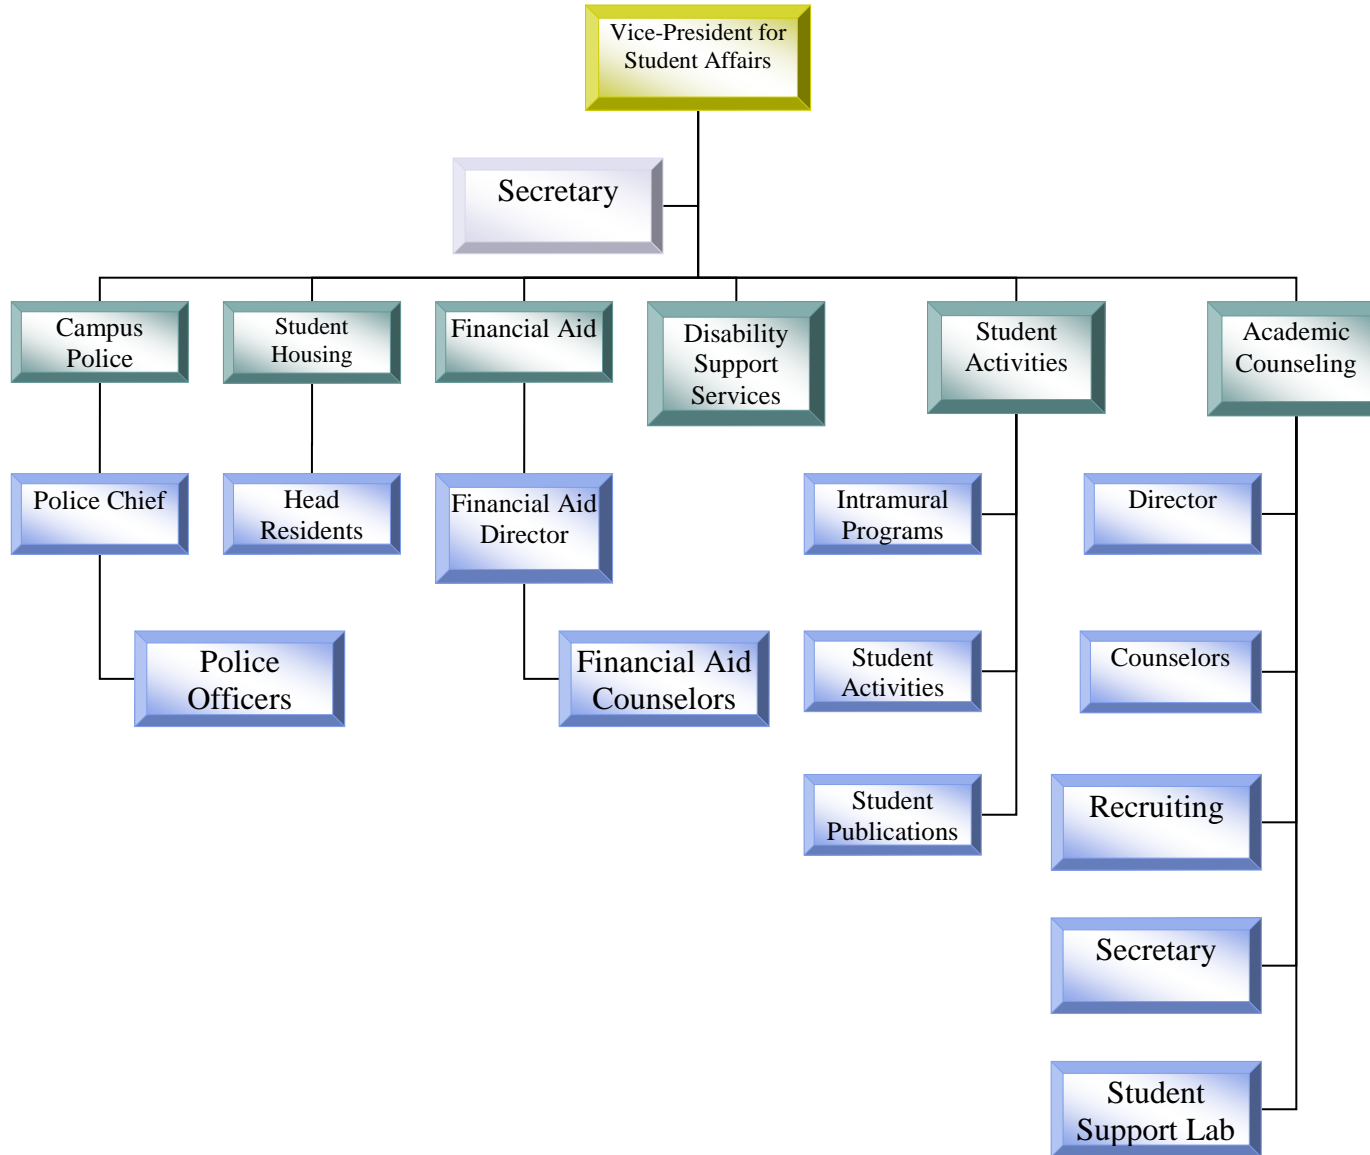 Vice-President for
Student Affairs
Secretary
Campus
Police
Student
Housing
Financial Aid
Disability
Support
Services
Student
Activities
Academic
Counseling
Police Chief
Head
Residents
Financial Aid
Director
Intramural
Programs
Director
Police
Officers
Financial Aid
Counselors
Student
Activities
Counselors
Student
Publications
Recruiting
Secretary
Student
Support Lab